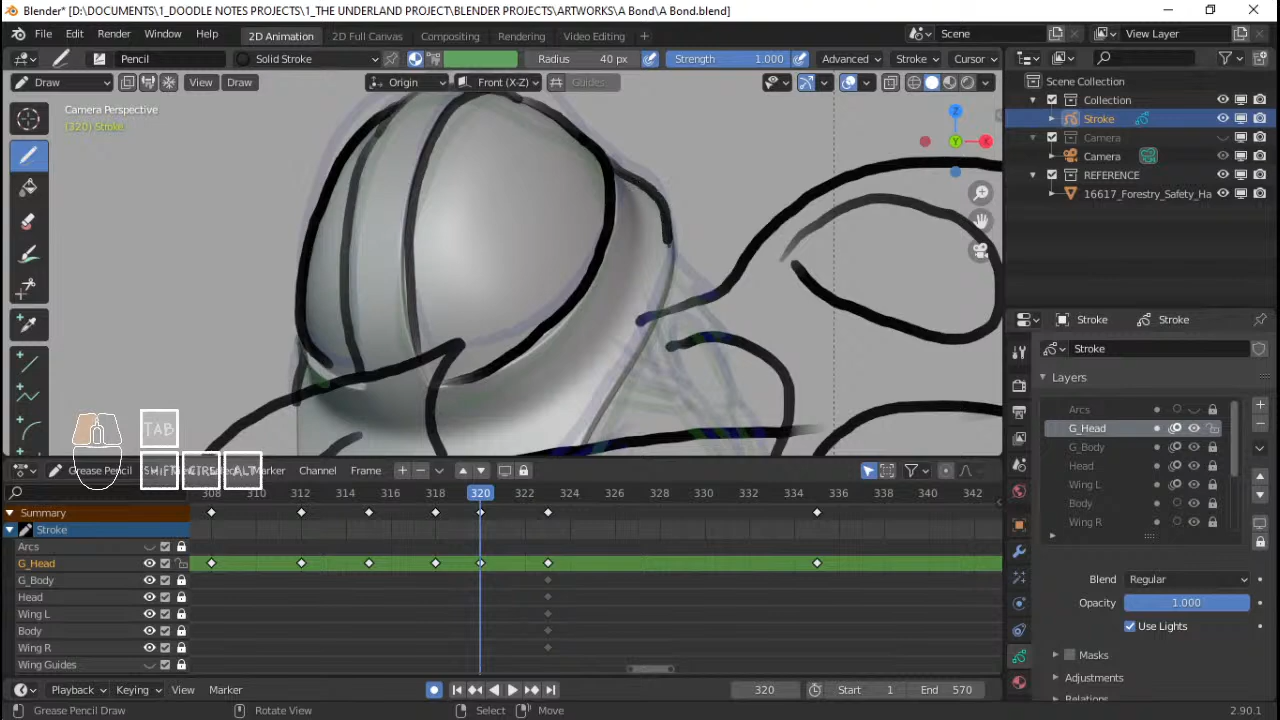 Blender* [D:\DOCUMENTS\1_DOODLE NOTES PROJECTS\1_THE UNDERLAND PROJECT\BLENDER PROJECTS\ARTWORKS\A Bond\A Bond.blend]
File Edit Render Window Help 2D Animation 2D Full Canvas Compositing Rendering Video Editing + Scene View Layer
Pencil Solid Stroke Radius 40 px Strength 1.000 Advanced Stroke Cursor
Draw View Draw Origin Front (X-Z) Guides
Camera Perspective
(320) Stroke
Z
Y
X
Scene Collection
Collection
Stroke
Camera
Camera
REFERENCE
16617_Forestry_Safety_Ha
Stroke Stroke
Stroke
Layers
Arcs
G_Head
G_Body
Head
Wing L
Body
Wing R
Blend Regular
Opacity 1.000
Use Lights
Masks
Adjustments
TAB
SHIFT CTRL ALT
Grease Pencil Marker Channel Frame
308 310 312 314 316 318 320 322 324 326 328 330 332 334 336 338 340 342
Summary
Stroke
Arcs
G_Head
G_Body
Head
Wing L
Body
Wing R
Wing Guides
Playback Keying View Marker 320 Start 1 End 570
Grease Pencil Draw Rotate View Select Move 2.90.1